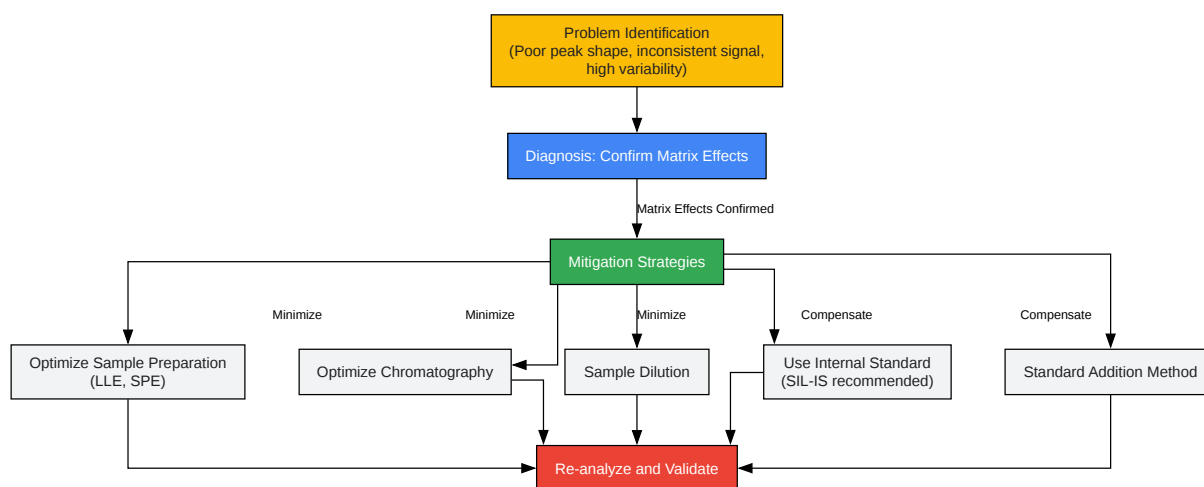 Problem Identification
(Poor peak shape, inconsistent signal,
high variability)
Diagnosis: Confirm Matrix Effects
Matrix Effects Confirmed
Mitigation Strategies
Minimize
Minimize
Minimize
Compensate
Compensate
Optimize Sample Preparation
(LLE, SPE)
Optimize Chromatography
Sample Dilution
Use Internal Standard
(SIL-IS recommended)
Standard Addition Method
Re-analyze and Validate